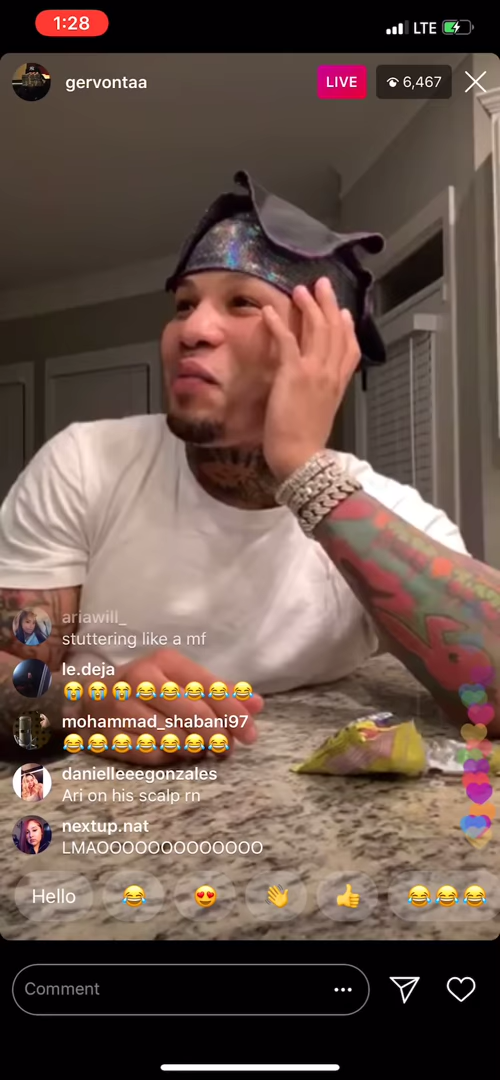 1:28
LTE
gervontaa
LIVE
6,467
ariawill_
stuttering like a mf
le.deja
😭😭😭😂😂😂😂😂
mohammad_shabani97
😂😂😂😂😂😂😂
danielleeegonzales
Ari on his scalp rn
nextup.nat
LMAOOOOOOOOOOOOO
Hello 😂 😍 👋 👍 😂😂😂
Comment